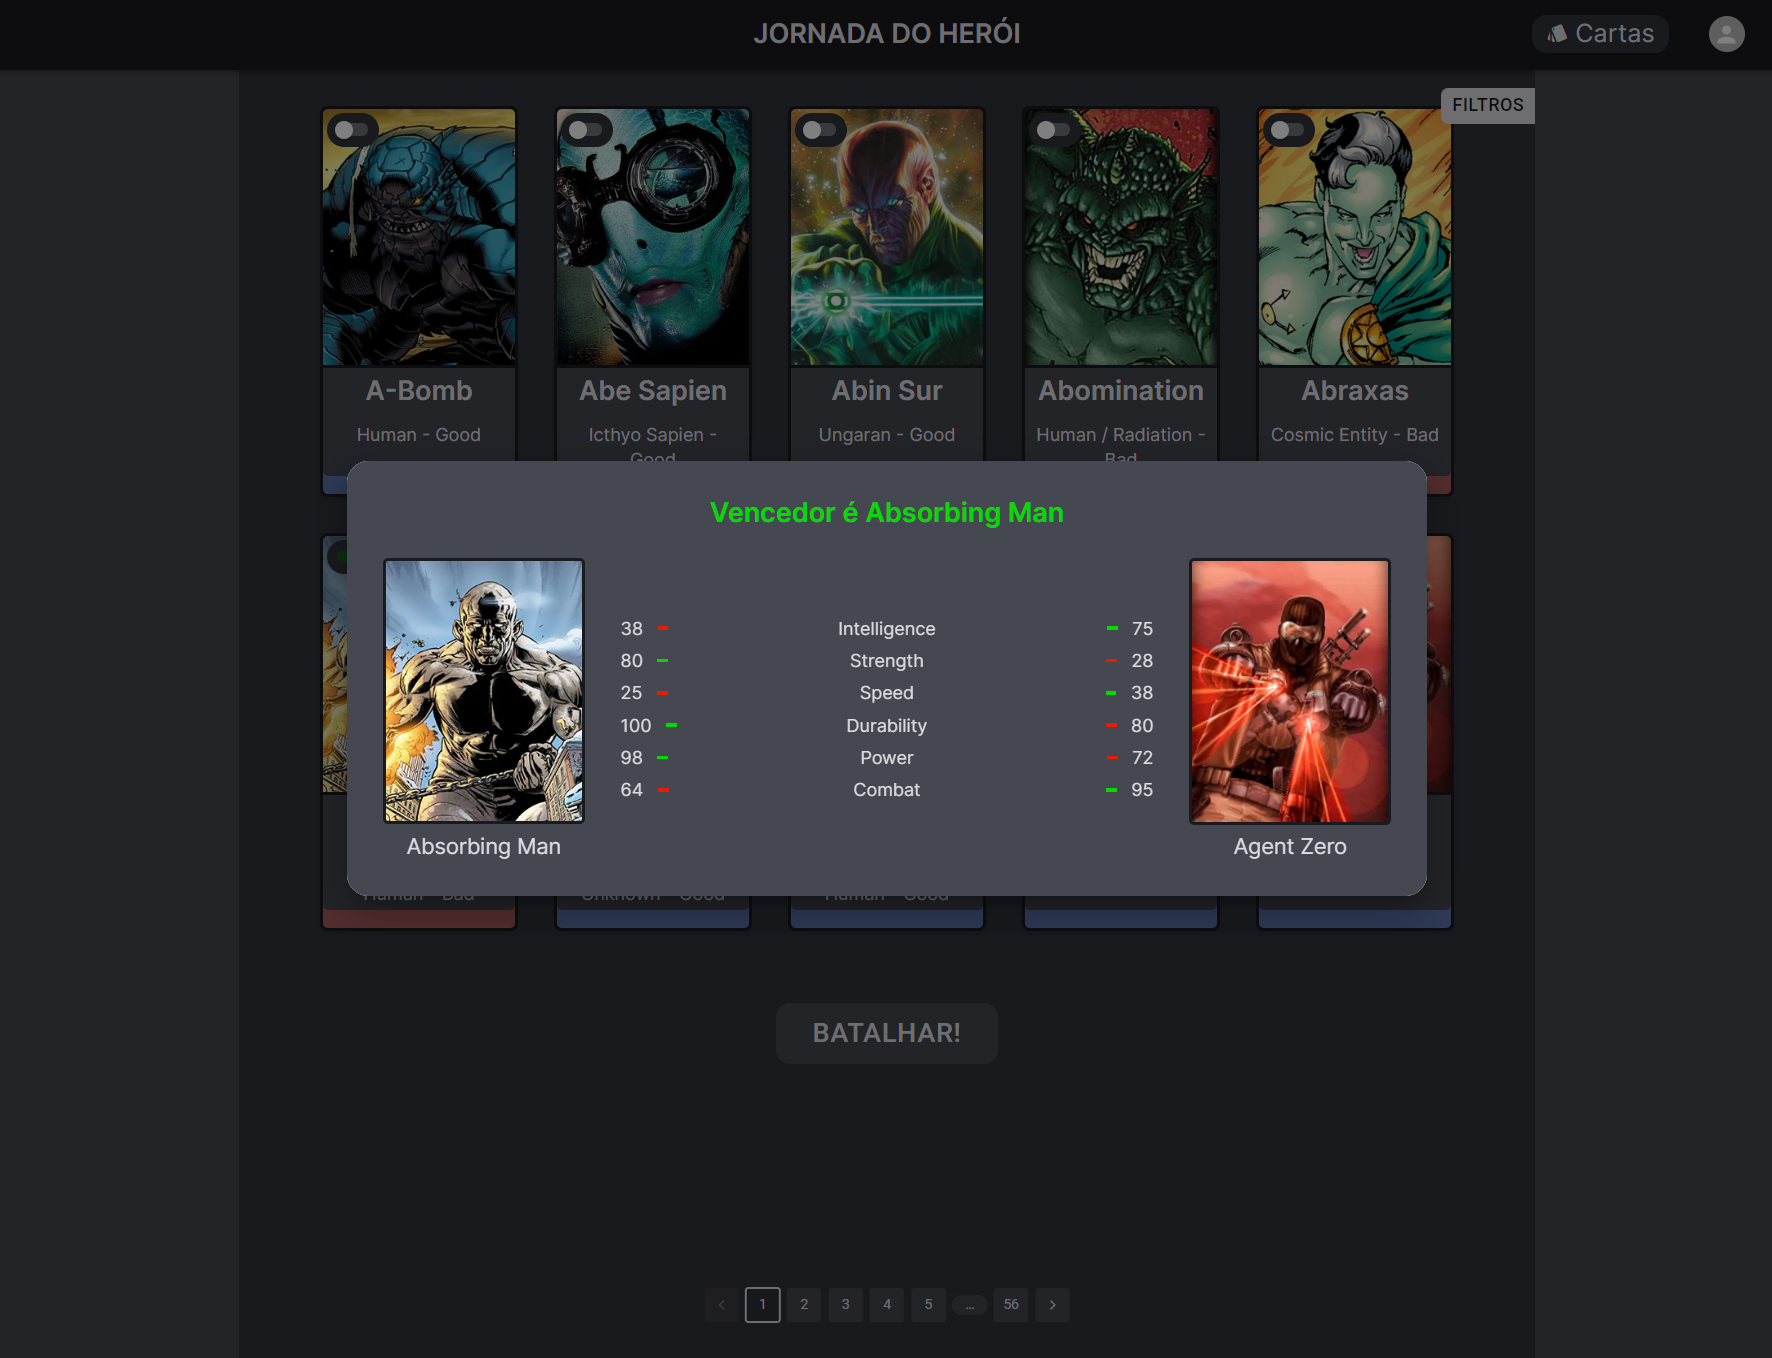 JORNADA DO HERÓI
Cartas
FILTROS
A-Bomb
Human - Good
Abe Sapien
Icthyo Sapien -
Good
Abin Sur
Ungaran - Good
Abomination
Human / Radiation -
Bad
Abraxas
Cosmic Entity - Bad
Vencedor é Absorbing Man
38 Intelligence 75
80 Strength 28
25 Speed 38
100 Durability 80
98 Power 72
64 Combat 95
Absorbing Man
Agent Zero
Human - Bad
Unknown - Good
Human - Good
BATALHAR!
1 2 3 4 5 ... 56